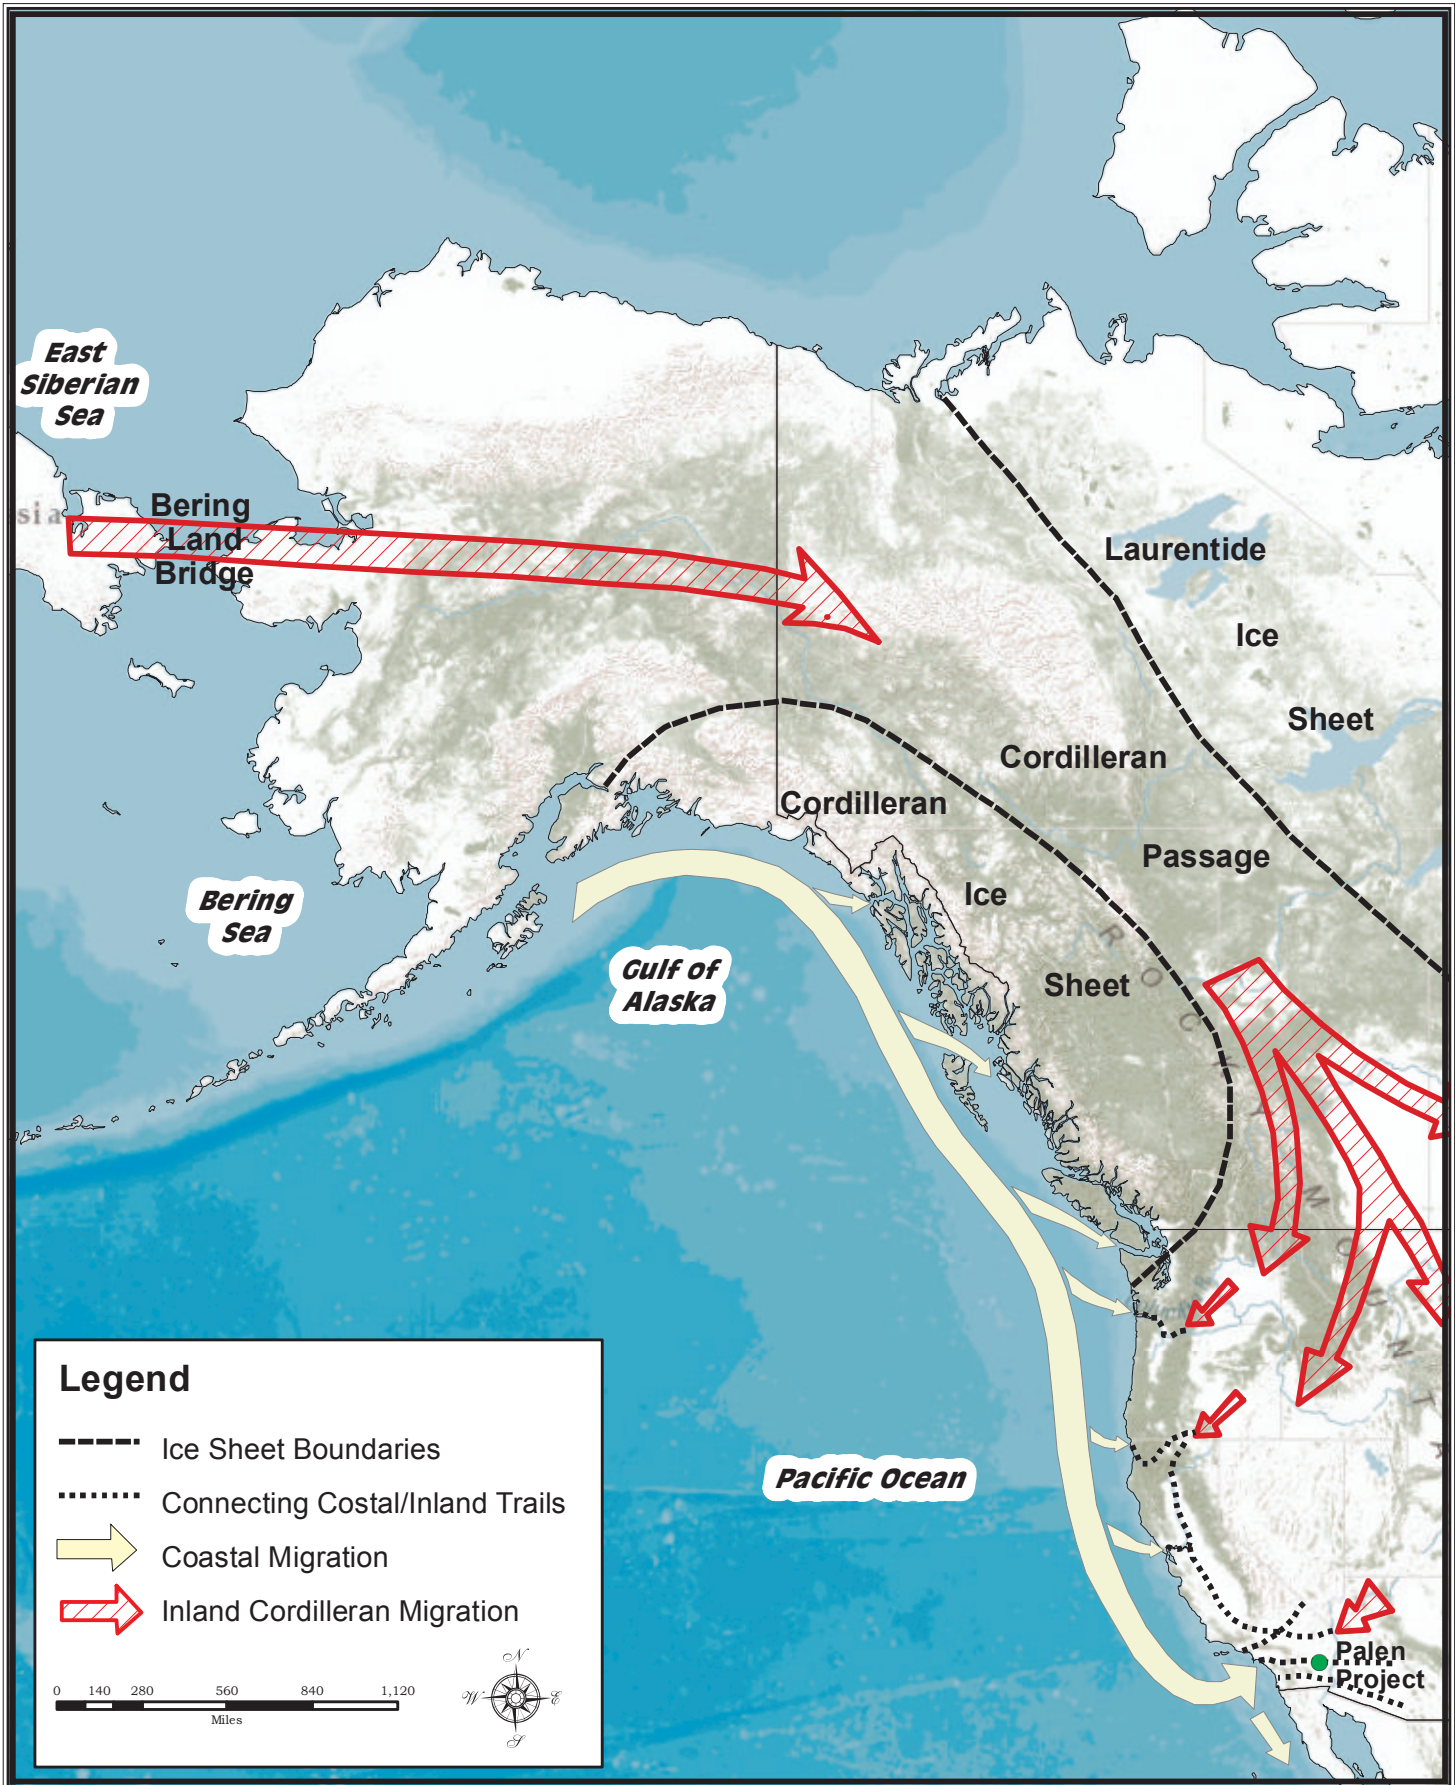 East
Siberian
Sea
sia
Bering
Land
Bridge
Laurentide
Ice
Sheet
Cordilleran
Passage
Cordilleran
Ice
Sheet
Bering
Sea
Gulf of
Alaska
R O C K Y M O U N T A
Pacific Ocean
Palen
Project
Legend
Ice Sheet Boundaries
Connecting Costal/Inland Trails
Coastal Migration
Inland Cordilleran Migration
0 140 280 560 840 1,120
Miles
N
W E
S